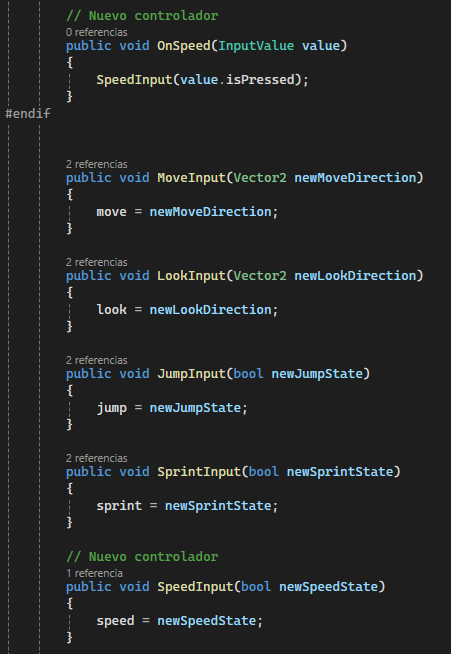 // Nuevo controlador
0 referencias
public void OnSpeed(InputValue value)
{
SpeedInput(value.isPressed);
}
#endif
2 referencias
public void MoveInput(Vector2 newMoveDirection)
{
move = newMoveDirection;
}
2 referencias
public void LookInput(Vector2 newLookDirection)
{
look = newLookDirection;
}
2 referencias
public void JumpInput(bool newJumpState)
{
jump = newJumpState;
}
2 referencias
public void SprintInput(bool newSprintState)
{
sprint = newSprintState;
}
// Nuevo controlador
1 referencia
public void SpeedInput(bool newSpeedState)
{
speed = newSpeedState;
}